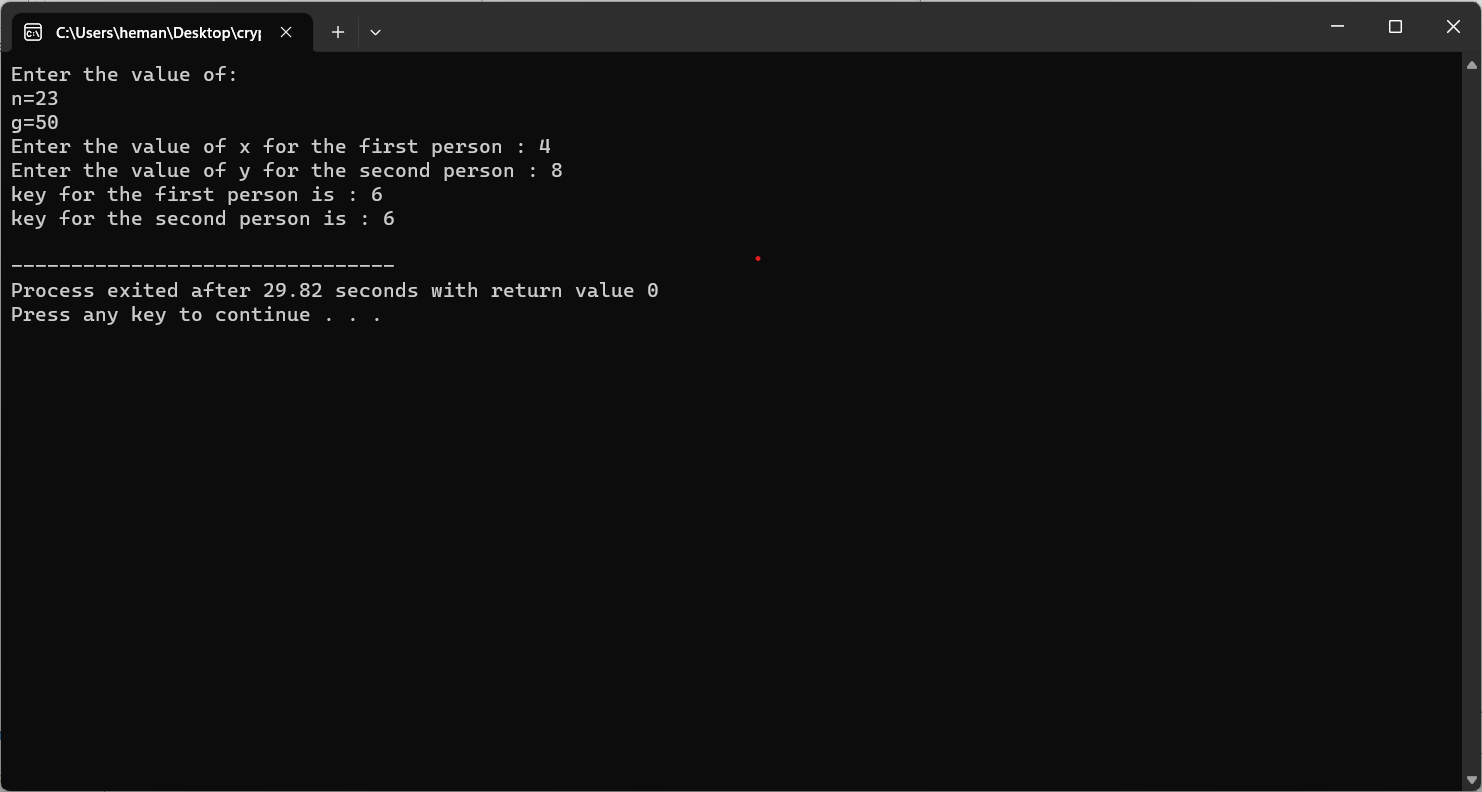 C:\Users\heman\Desktop\cryp
Enter the value of:
n=23
g=50
Enter the value of x for the first person : 4
Enter the value of y for the second person : 8
key for the first person is : 6
key for the second person is : 6
--------------------------------
Process exited after 29.82 seconds with return value 0
Press any key to continue . . .